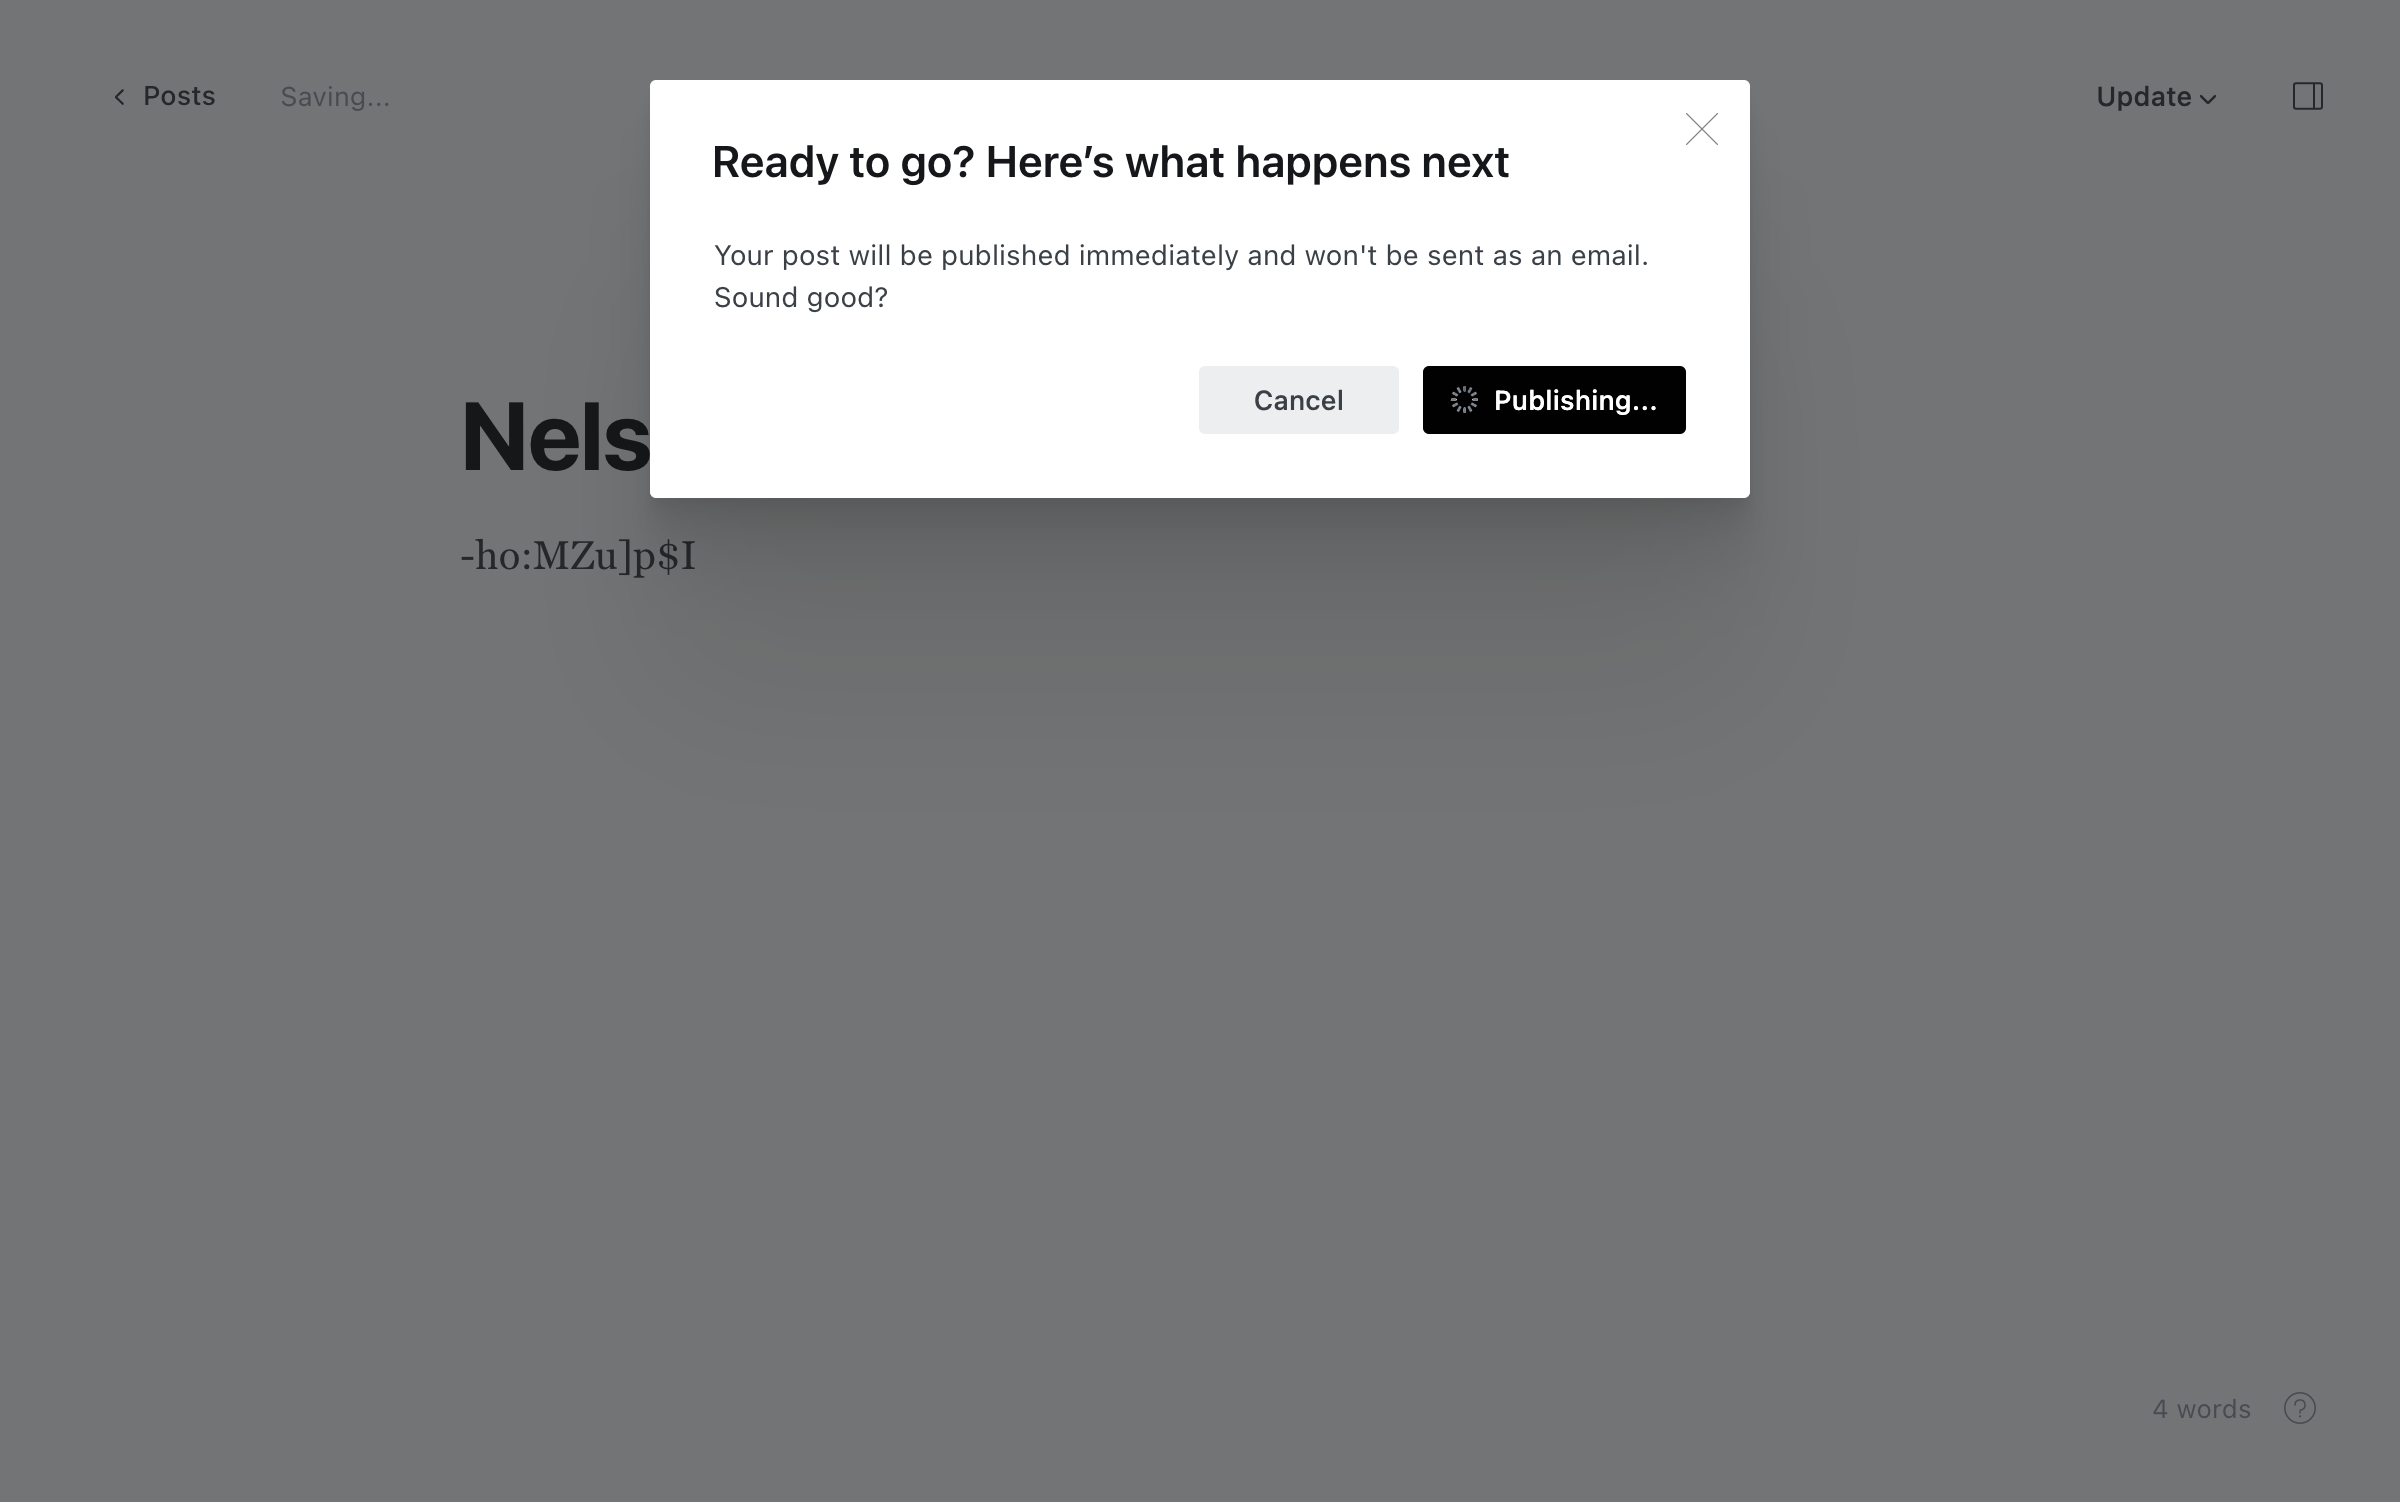 Posts
Saving...
Update
Ready to go? Here’s what happens next
Your post will be published immediately and won't be sent as an email.
Sound good?
Cancel
Publishing...
Nels
-ho:MZu]p$I
4 words
?